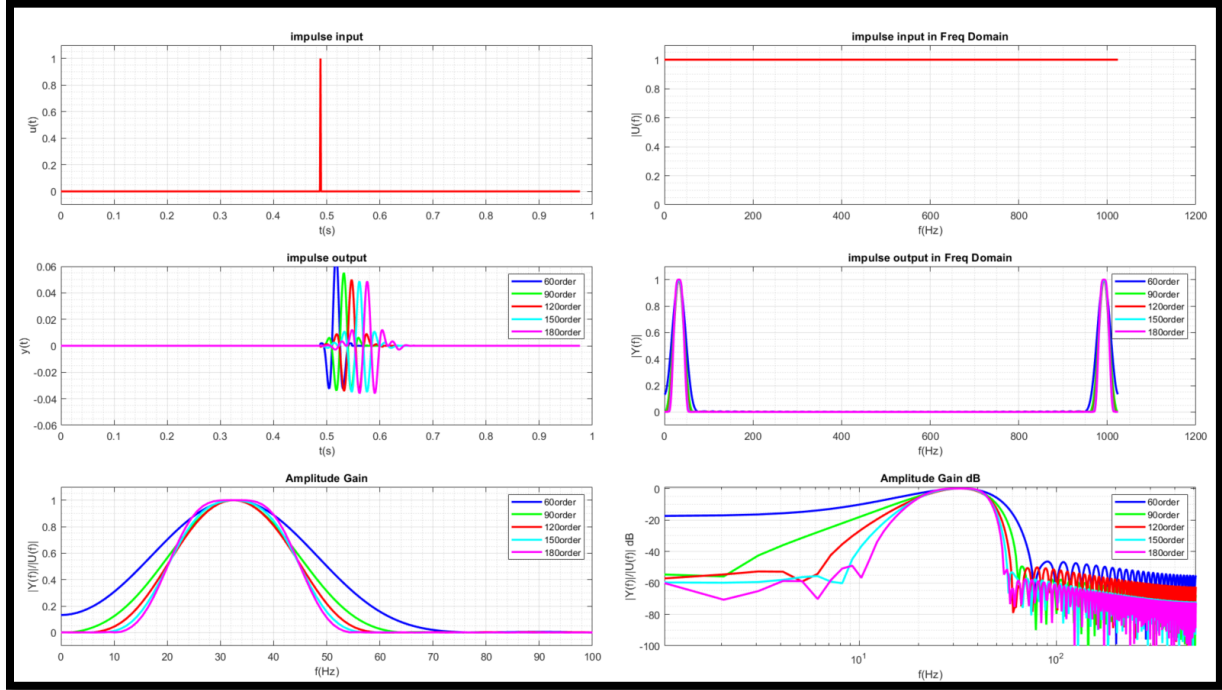 impulse input
u(t)
1
0.8
0.6
0.4
0.2
0
0 0.1 0.2 0.3 0.4 0.5 0.6 0.7 0.8 0.9 1
t(s)
impulse input in Freq Domain
|U(f)|
1
0.8
0.6
0.4
0.2
0
0 200 400 600 800 1000 1200
f(Hz)
impulse output
y(t)
0.06
0.04
0.02
0
-0.02
-0.04
-0.06
60order
90order
120order
150order
180order
0 0.1 0.2 0.3 0.4 0.5 0.6 0.7 0.8 0.9 1
t(s)
impulse output in Freq Domain
|Y(f)|
1
0.8
0.6
0.4
0.2
0
60order
90order
120order
150order
180order
0 200 400 600 800 1000 1200
f(Hz)
Amplitude Gain
|Y(f)|/|U(f)|
1
0.8
0.6
0.4
0.2
0
60order
90order
120order
150order
180order
0 10 20 30 40 50 60 70 80 90 100
f(Hz)
Amplitude Gain dB
|Y(f)|/|U(f)| dB
0
-20
-40
-60
-80
-100
60order
90order
120order
150order
180order
10¹ 10²
f(Hz)